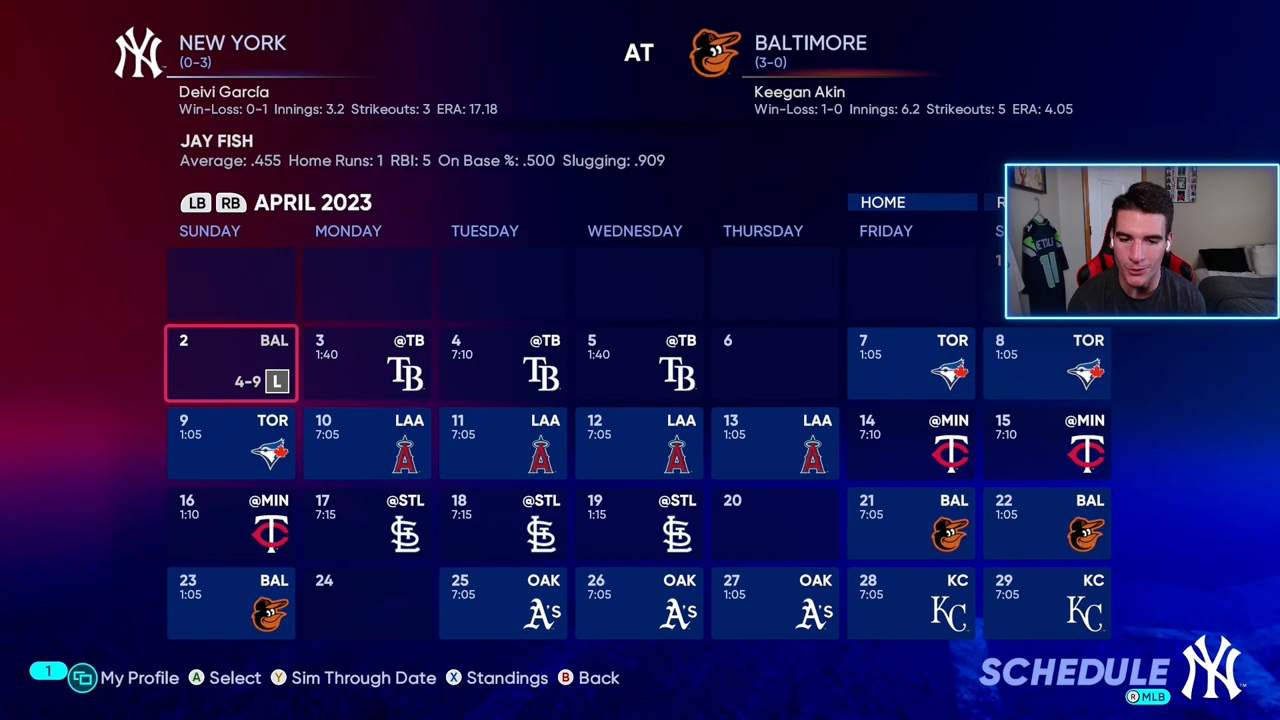 NEW YORK
(0-3)
AT
BALTIMORE
(3-0)
Deivi García
Win-Loss: 0-1 Innings: 3.2 Strikeouts: 3 ERA: 17.18
Keegan Akin
Win-Loss: 1-0 Innings: 6.2 Strikeouts: 5 ERA: 4.05
JAY FISH
Average: .455 Home Runs: 1 RBI: 5 On Base %: .500 Slugging: .909
LB RB APRIL 2023
HOME
SUNDAY MONDAY TUESDAY WEDNESDAY THURSDAY FRIDAY
2 BAL 3 @TB 4 @TB 5 @TB 6 7 TOR 8 TOR
1:40 7:10 1:40 1:05 1:05
4-9 L TB TB TB
9 TOR 10 LAA 11 LAA 12 LAA 13 LAA 14 @MIN 15 @MIN
1:05 7:05 7:05 7:05 1:05 7:10 7:10
16 @MIN 17 @STL 18 @STL 19 @STL 20 21 BAL 22 BAL
1:10 7:15 7:15 1:15 7:05 1:05
23 BAL 24 25 OAK 26 OAK 27 OAK 28 KC 29 KC
1:05 7:05 7:05 1:05 7:05 7:05
A's A's A's KC KC
1 My Profile A Select Y Sim Through Date X Standings B Back
SCHEDULE
R MLB